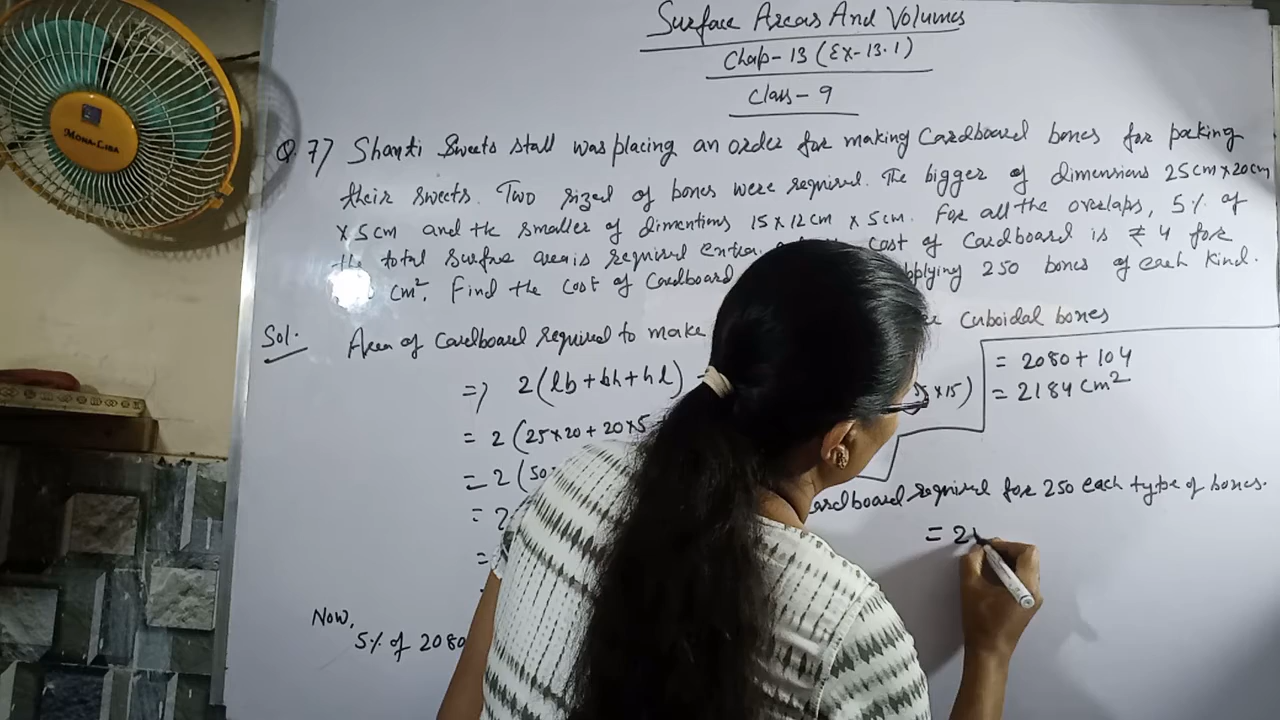 MONA-LISA
Surface Areas And Volumes
Chap-13 (Ex-13.1)
Class-9
Q.7) Shanti Sweets stall was placing an order for making Cardboard boxes for packing
their sweets. Two sized of boxes were required. The bigger of dimensions 25cm×20cm
×5cm and the smaller of dimentions 15×12cm ×5cm. For all the overlaps, 5% of
the total surface area is required extra. cost of Cardboard is ₹ 4 for
cm². Find the cost of Cardboard pplying 250 boxes of each kind.
Sol:
Area of Cardboard required to make Cuboidal boxes
=) 2(lb+bh+hl)
= 2(25×20+20×5
= 2(50
= 2
=
×15)
= 2080+104
= 2184 cm²
ardboard required for 250 each type of boxes.
= 21
Now,
5% of 2080